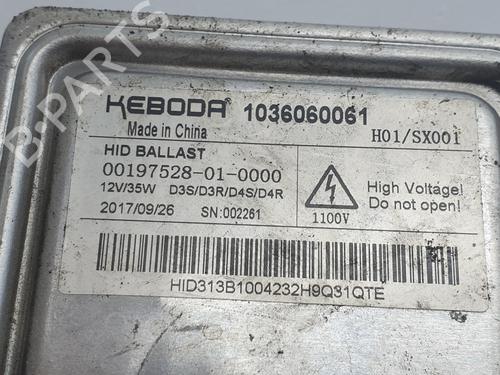 KEBODA 1036060061
Made in China
H01/SX001
HID BALLAST
00197528-01-0000
12V/35W D3S/D3R/D4S/D4R
2017/09/26 SN:002261
1100V
High Voltage!
Do not open!
HID313B1004232H9Q31QTE
B-PARTS